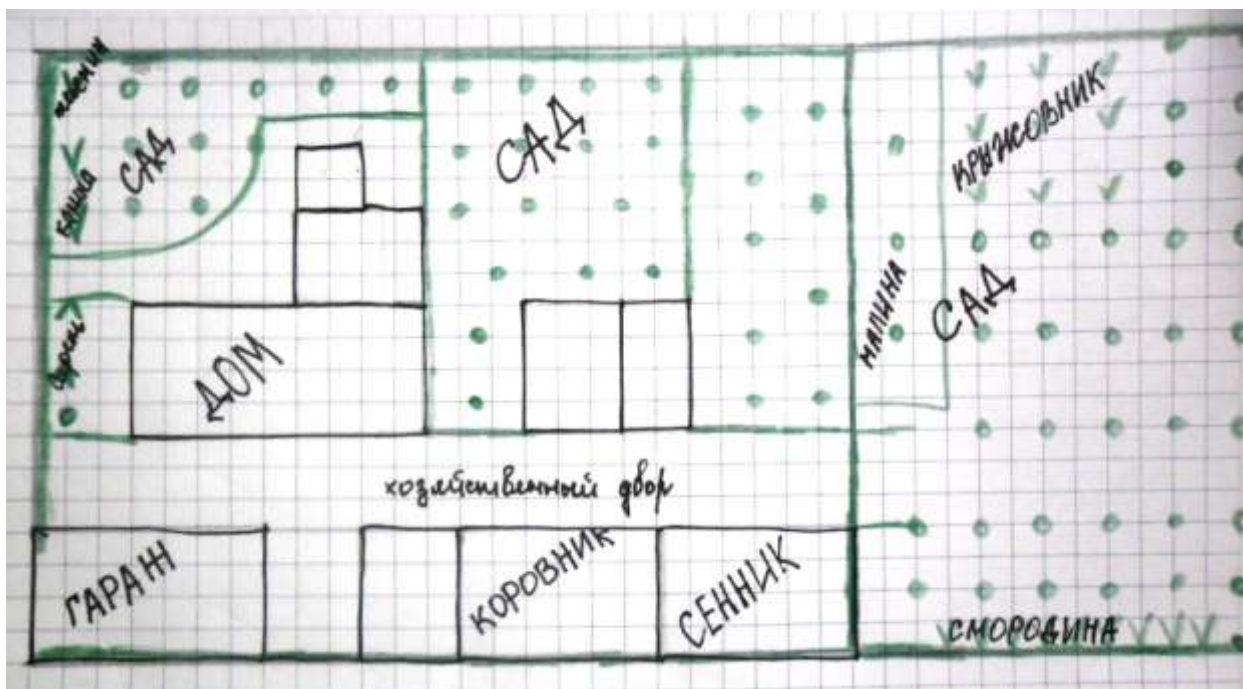 САД
САД
КРЫЖОВНИК
МАЛИНА
САД
ДОМ
хозяйственный двор
ГАРАЖ
КОРОВНИК
СЕННИК
СМОРОДИНА